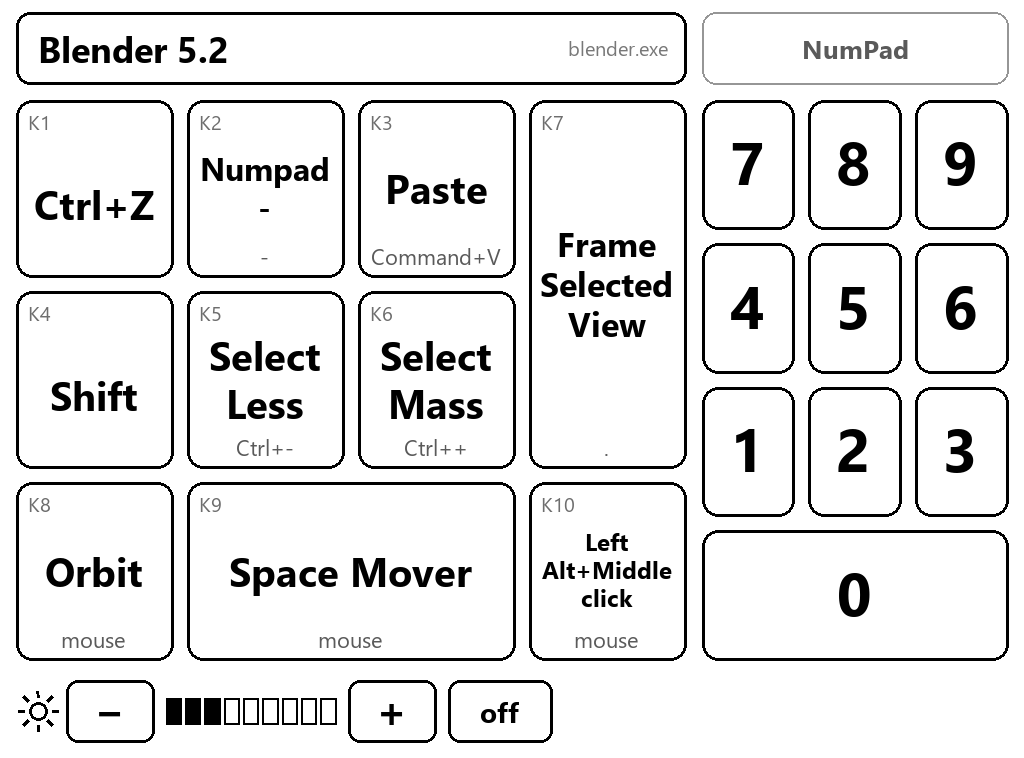 Blender 5.2
blender.exe
NumPad
K1
Ctrl+Z
K2
Numpad
-
-
K3
Paste
Command+V
K7
Frame
Selected
View
.
7
8
9
K4
Shift
K5
Select
Less
Ctrl+-
K6
Select
Mass
Ctrl++
4
5
6
1
2
3
K8
Orbit
mouse
K9
Space Mover
mouse
K10
Left
Alt+Middle
click
mouse
0
−
+
off